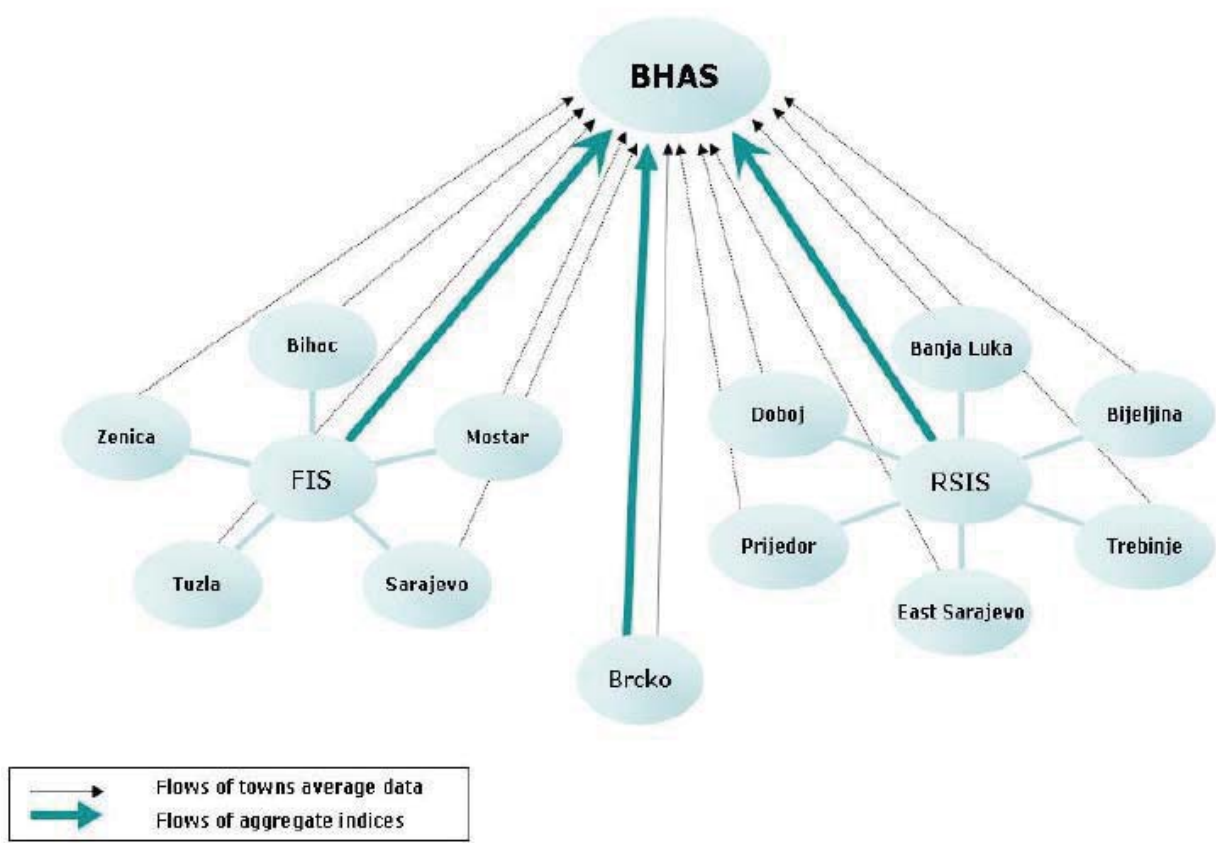 BHAS
Bihac
Banja Luka
Zenica
Mostar
Doboj
Bijeljina
FIS
RSIS
Tuzla
Sarajevo
Prijedor
Trebinje
East Sarajevo
Brcko
Flows of towns average data
Flows of aggregate indices